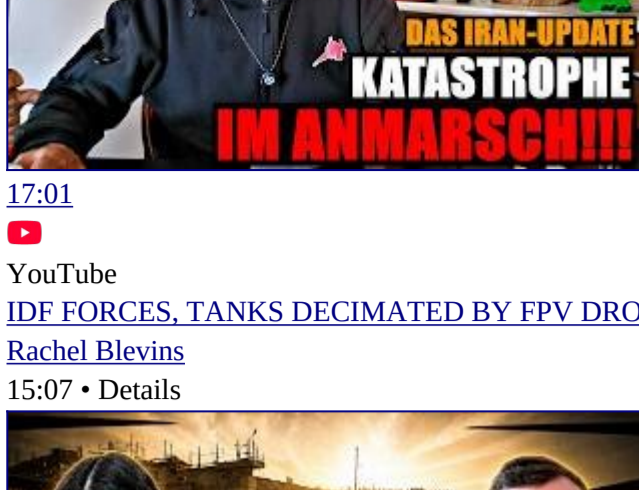 DAS IRAN-UPDATE
KATASTROPHE
IM ANMARSCH!!!
17:01
YouTube
IDF FORCES, TANKS DECIMATED BY FPV DRO
Rachel Blevins
15:07 • Details